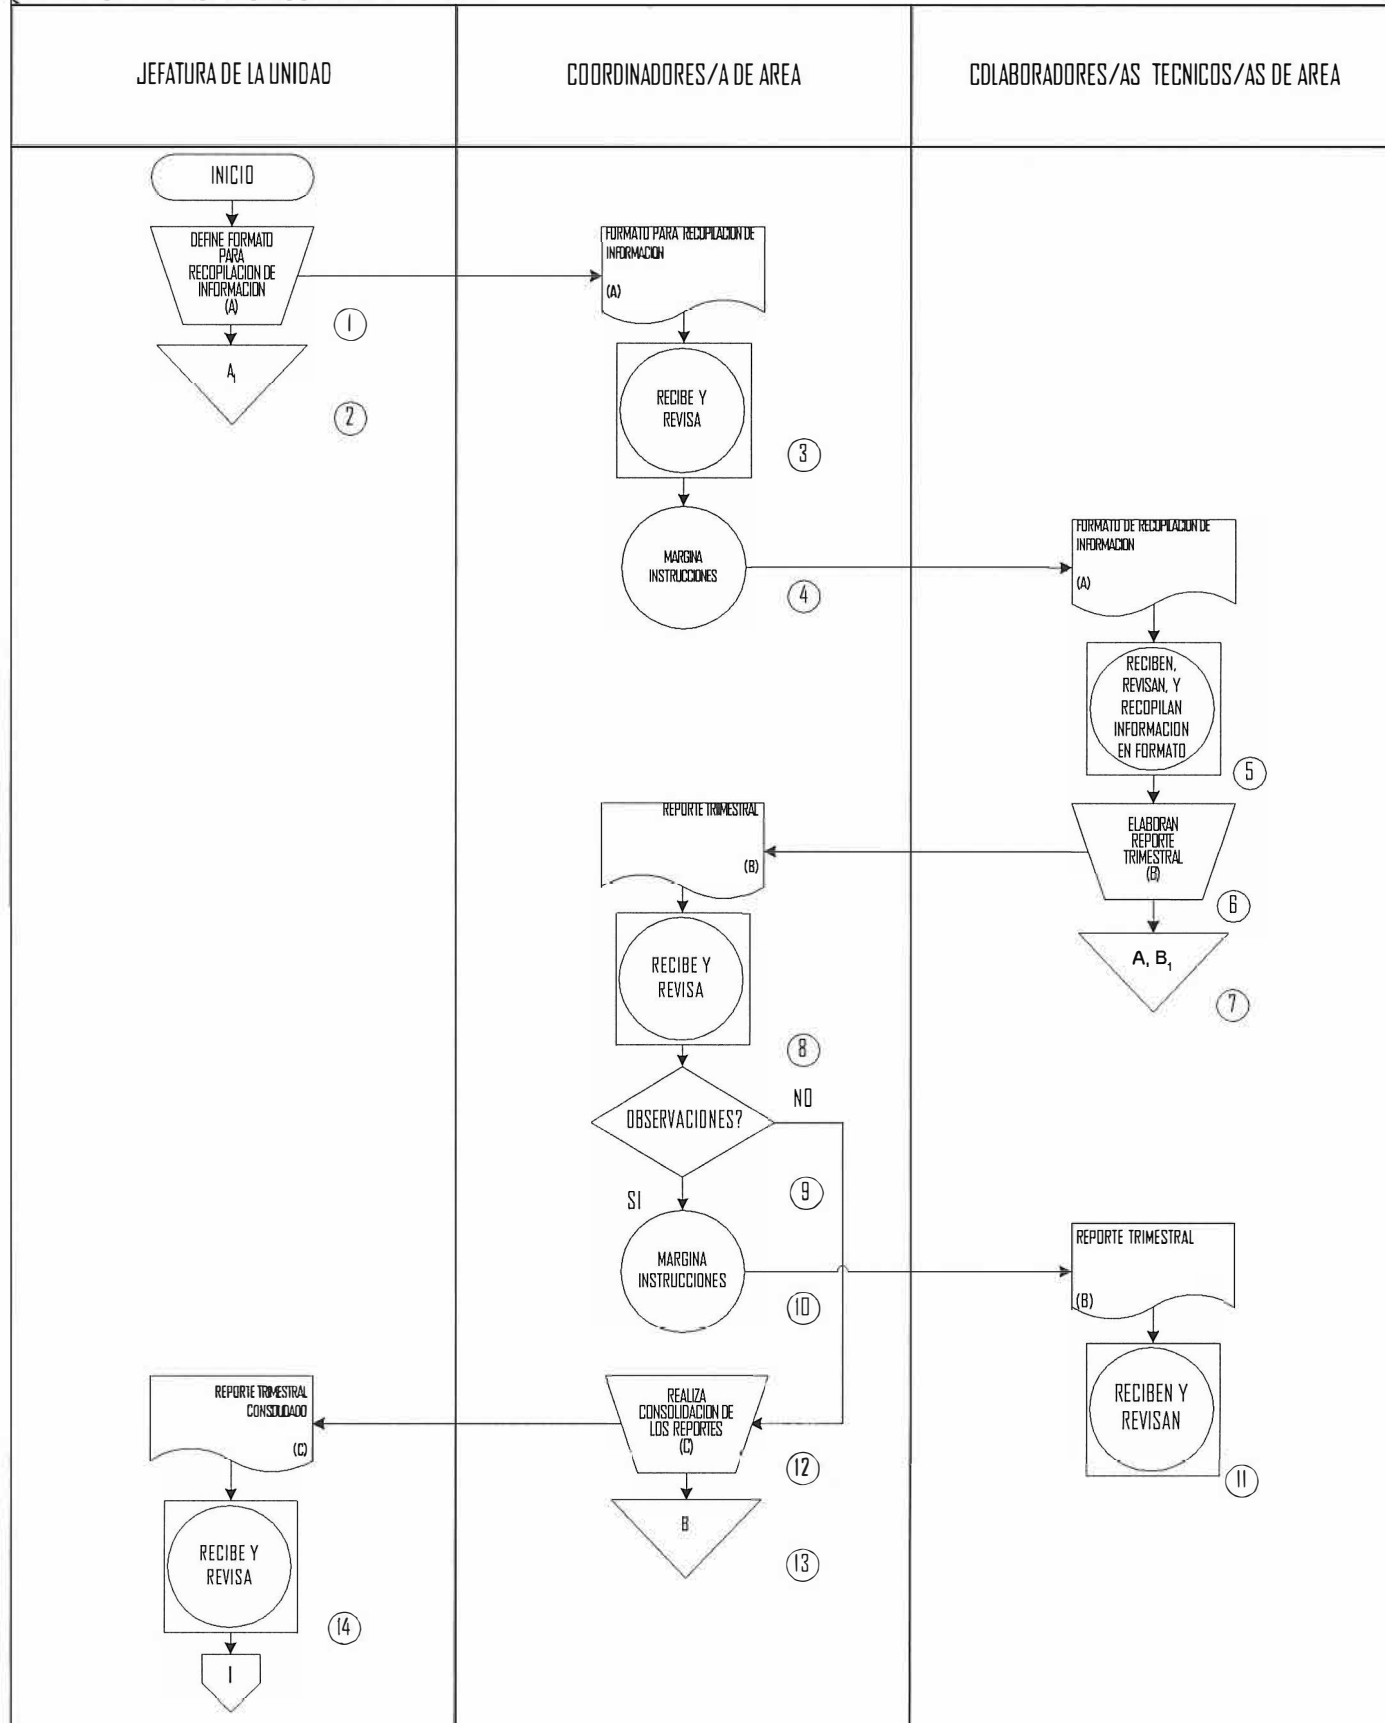 JEFATURA DE LA UNIDAD
COORDINADORES/A DE AREA
COLABORADORES/AS TECNICOS/AS DE AREA
INICIO
DEFINE FORMATO
PARA
RECOPILACION DE
INFORMACION
(A)
1
A1
2
FORMATO PARA RECOPILACION DE
INFORMACION
(A)
RECIBE Y
REVISA
3
MARGINA
INSTRUCCIONES
4
FORMATO DE RECOPILACION DE
INFORMACION
(A)
RECIBEN,
REVISAN, Y
RECOPILAN
INFORMACION
EN FORMATO
5
ELABORAN
REPORTE
TRIMESTRAL
(B)
6
A, B1
7
REPORTE TRIMESTRAL
(B)
RECIBE Y
REVISA
8
OBSERVACIONES?
NO
9
SI
MARGINA
INSTRUCCIONES
10
REPORTE TRIMESTRAL
(B)
RECIBEN Y
REVISAN
11
REALIZA
CONSOLIDACION DE
LOS REPORTES
(C)
12
B
13
REPORTE TRIMESTRAL
CONSOLIDADO
(C)
RECIBE Y
REVISA
14
1